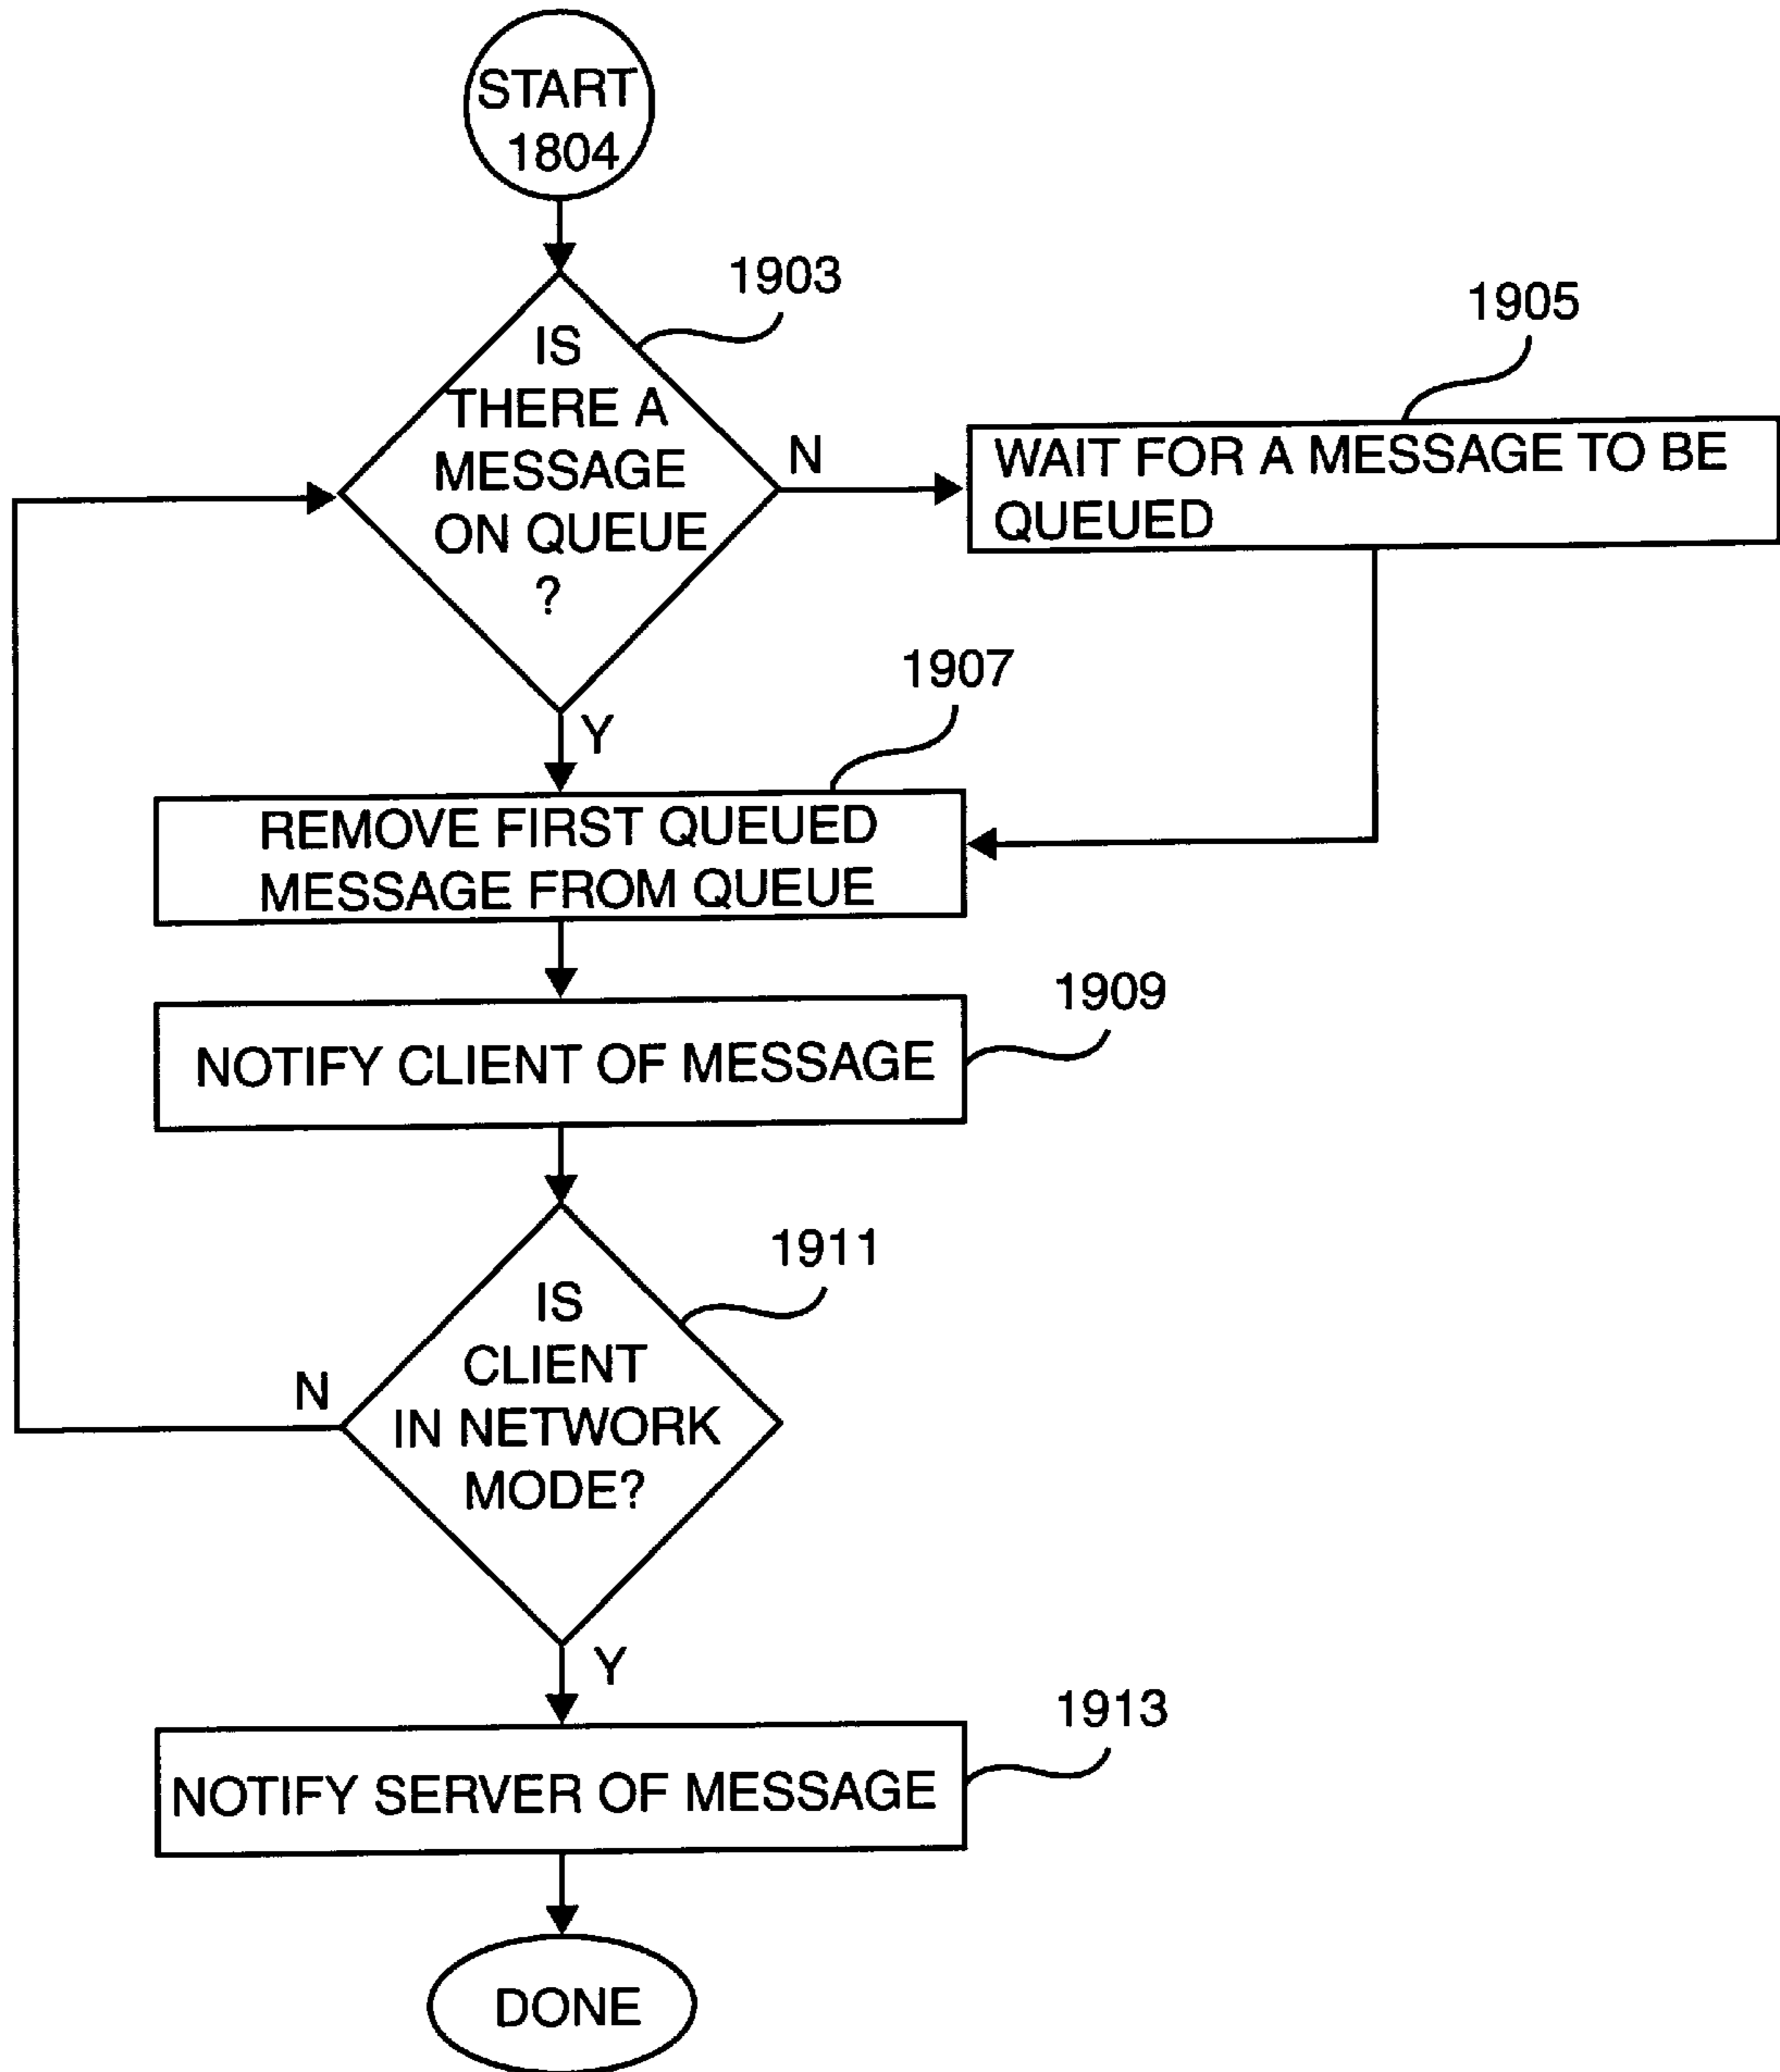 START
1804
1903
IS
THERE A
MESSAGE
ON QUEUE
?
N
1905
WAIT FOR A MESSAGE TO BE
QUEUED
Y
1907
REMOVE FIRST QUEUED
MESSAGE FROM QUEUE
1909
NOTIFY CLIENT OF MESSAGE
1911
IS
CLIENT
IN NETWORK
MODE?
N
Y
1913
NOTIFY SERVER OF MESSAGE
DONE